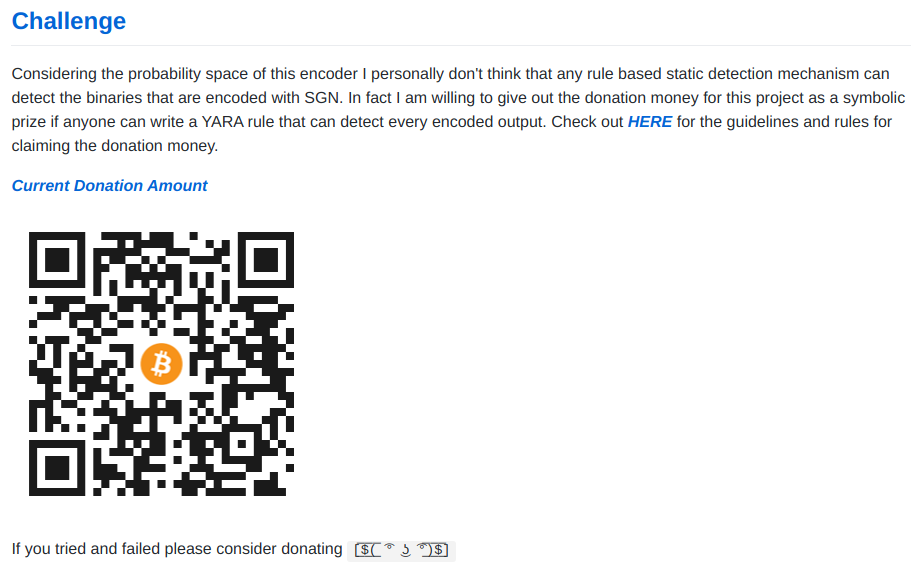 Challenge
Considering the probability space of this encoder I personally don't think that any rule based static detection mechanism can
detect the binaries that are encoded with SGN. In fact I am willing to give out the donation money for this project as a symbolic
prize if anyone can write a YARA rule that can detect every encoded output. Check out HERE for the guidelines and rules for
claiming the donation money.
Current Donation Amount
If you tried and failed please consider donating [̲̅$̲̅(̲̅ ͡° ͜ʖ ͡°̲̅)̲̅$̲̅]